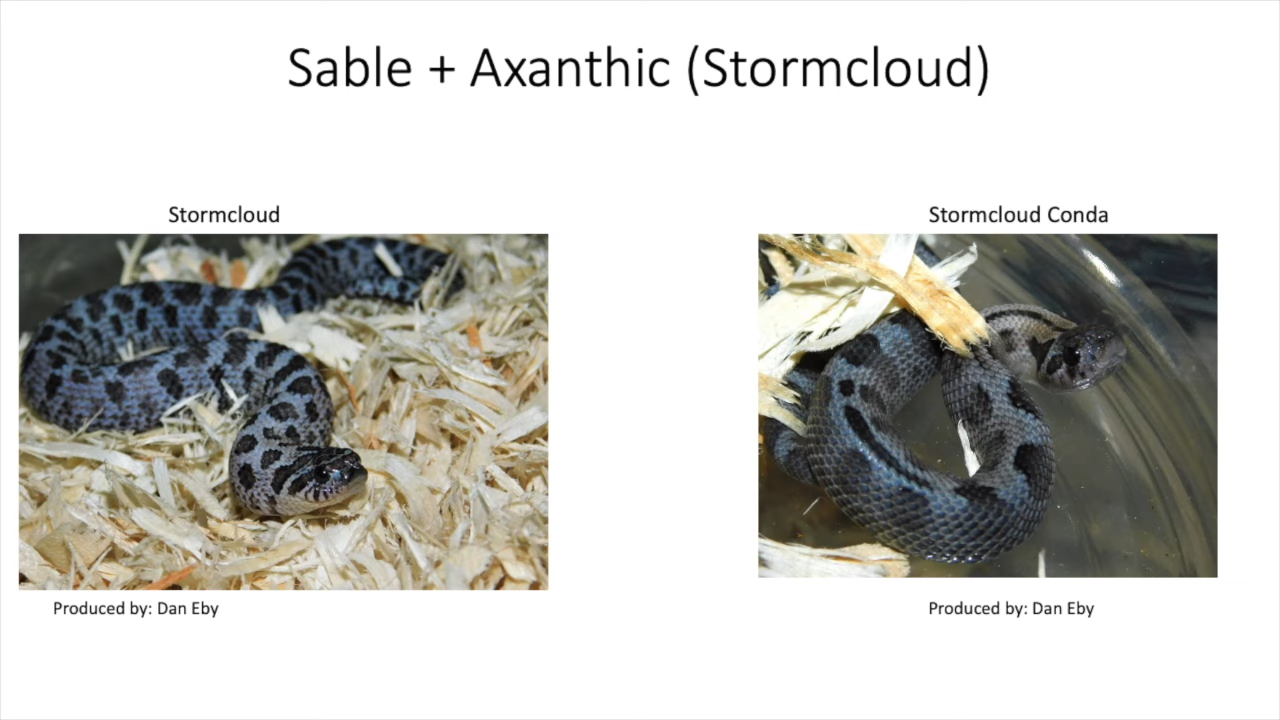 Sable + Axanthic (Stormcloud)
Stormcloud
Stormcloud Conda
Produced by: Dan Eby
Produced by: Dan Eby